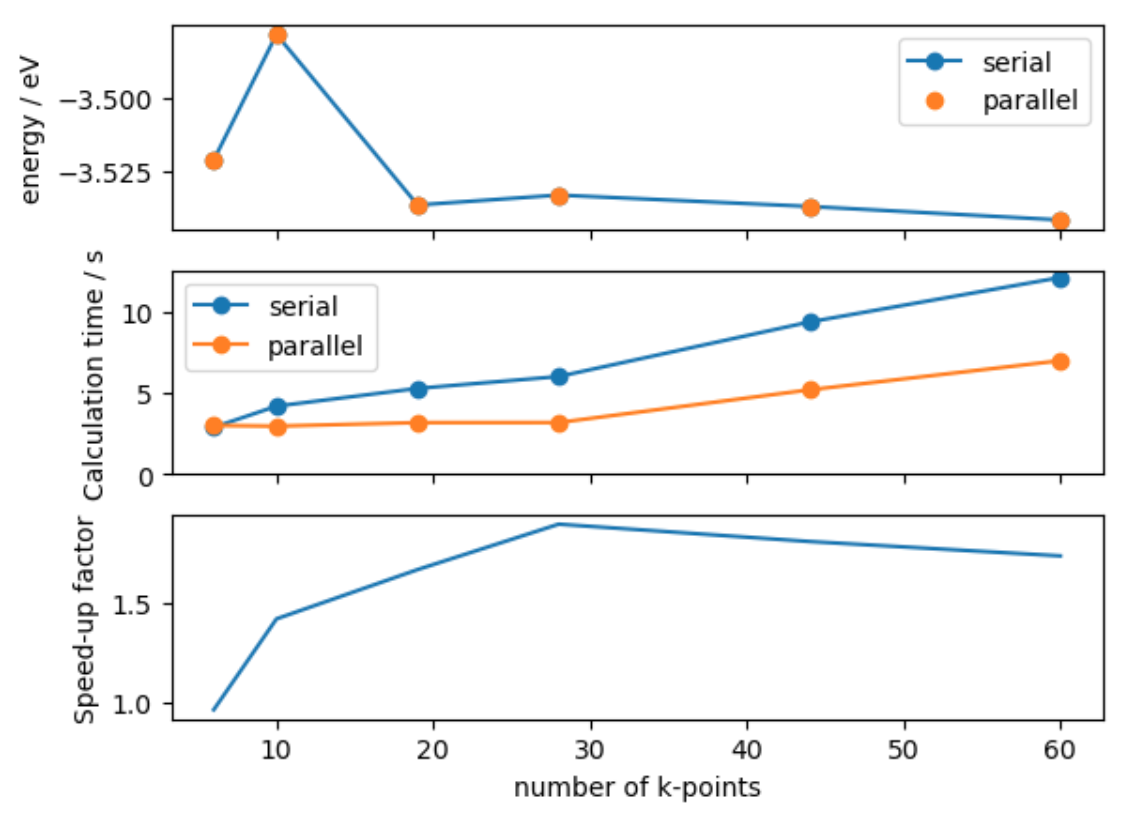 energy / eV
−3.500
−3.525
serial
parallel
Calculation time / s
10
5
0
serial
parallel
Speed-up factor
1.5
1.0
10 20 30 40 50 60
number of k-points